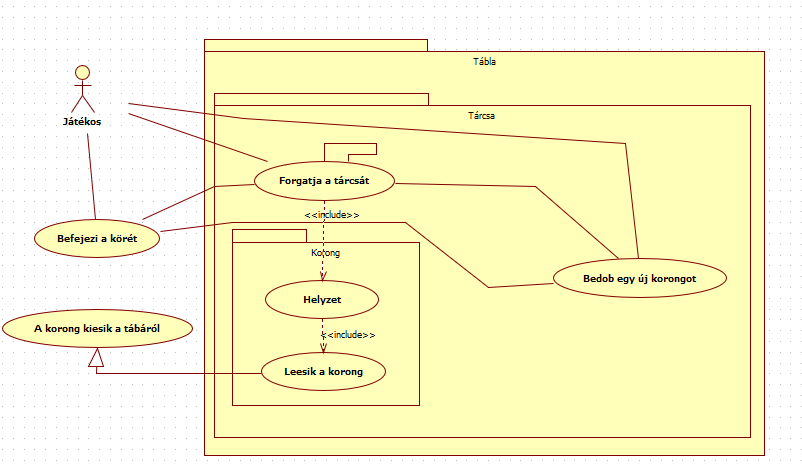 Tábla
Tárcsa
Játékos
Forgatja a tárcsát
<<include>>
Befejezi a körét
Korong
Bedob egy új korongot
Helyzet
A korong kiesik a tábáról
<<include>>
Leesik a korong